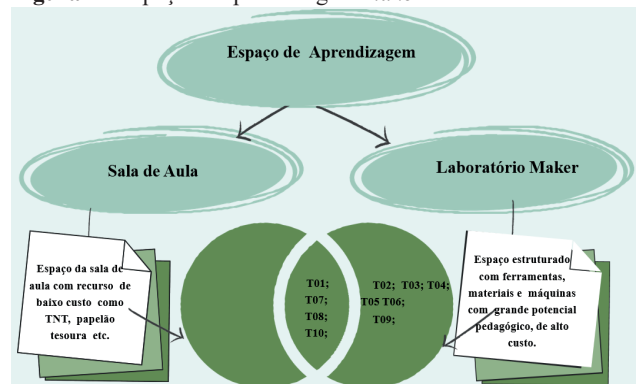 Espaço de Aprendizagem
Sala de Aula
Laboratório Maker
Espaço da sala de
aula com recurso de
baixo custo como
TNT, papelão
tesoura etc.
T01;
T07;
T08;
T10;
T02; T03; T04;
T05 T06;
T09;
Espaço estruturado
com ferramentas,
materiais e máquinas
com grande potencial
pedagógico, de alto
custo.